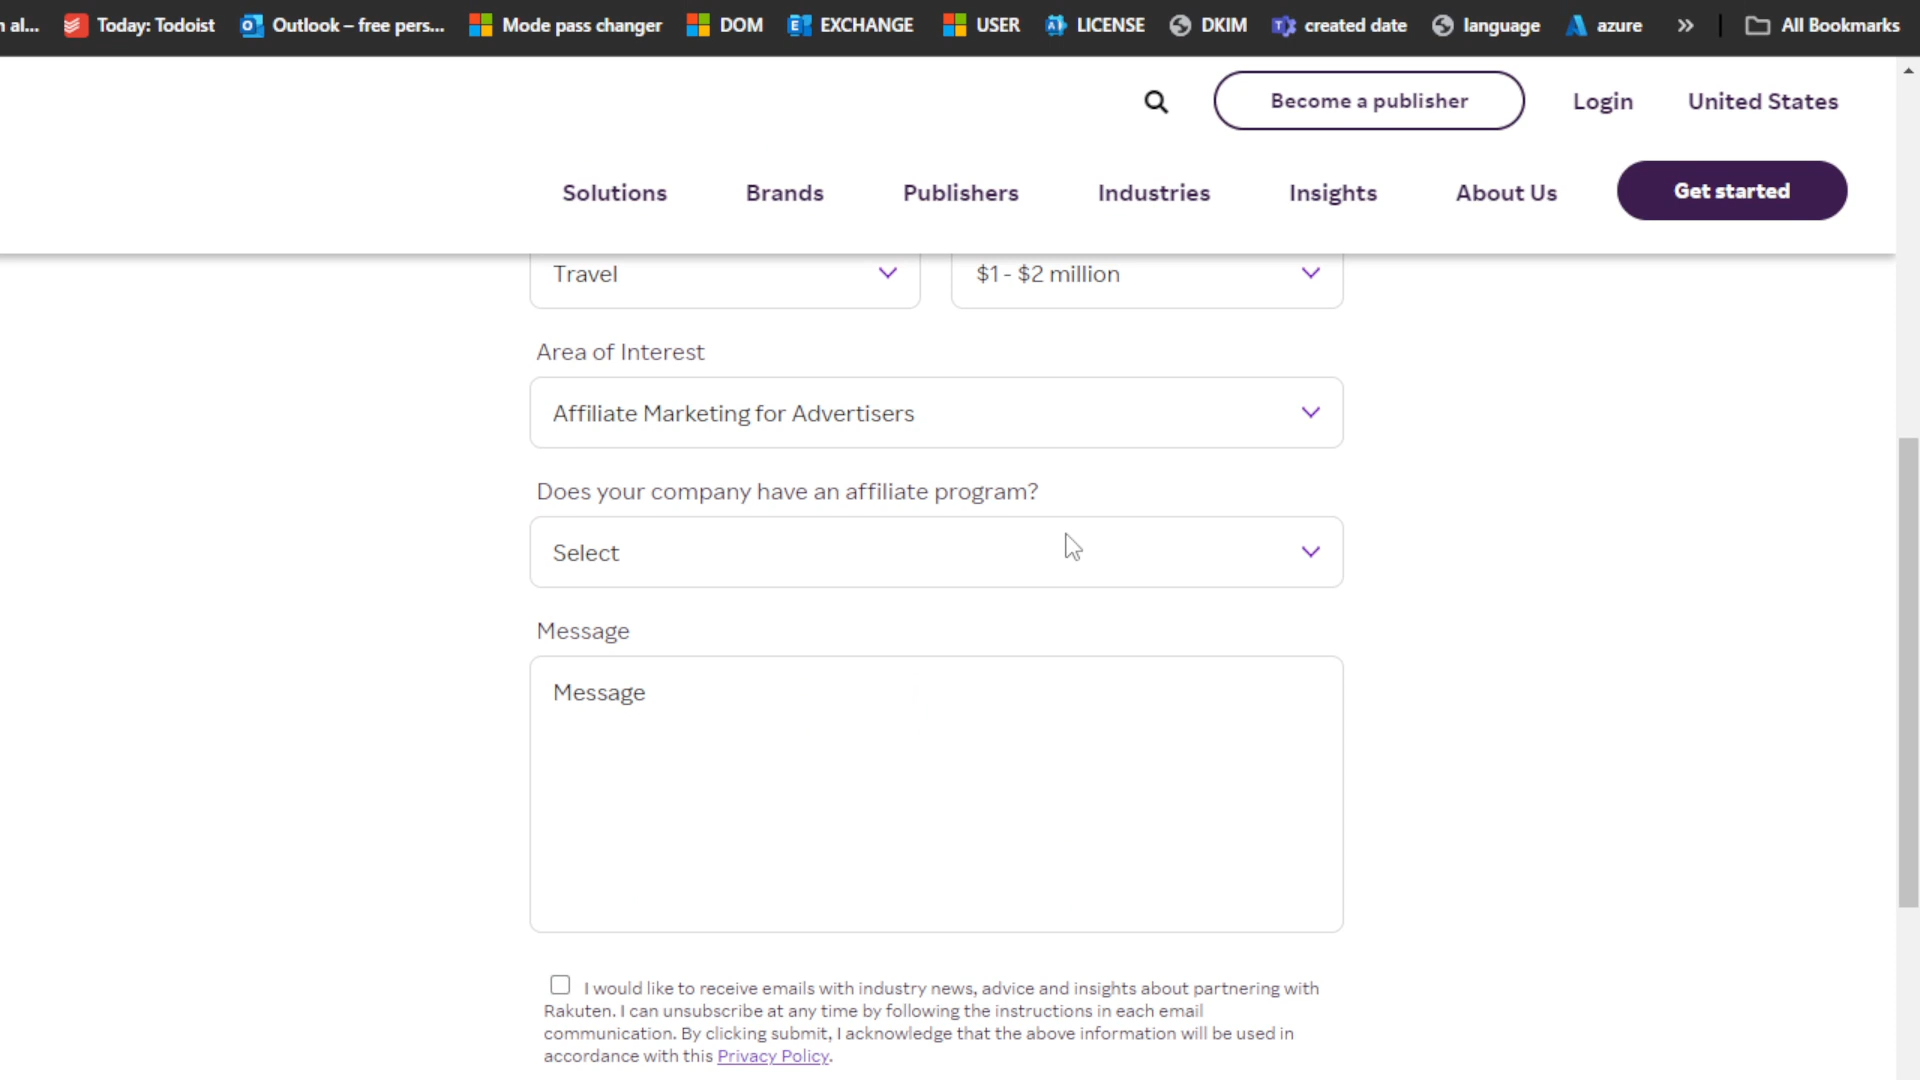 al... Today: Todoist Outlook – free pers... Mode pass changer DOM EXCHANGE USER LICENSE DKIM created date language azure » All Bookmarks
Become a publisher Login United States
Solutions Brands Publishers Industries Insights About Us Get started
Travel $1 - $2 million
Area of Interest
Affiliate Marketing for Advertisers
Does your company have an affiliate program?
Select
Message
Message
I would like to receive emails with industry news, advice and insights about partnering with
Rakuten. I can unsubscribe at any time by following the instructions in each email
communication. By clicking submit, I acknowledge that the above information will be used in
accordance with this Privacy Policy.